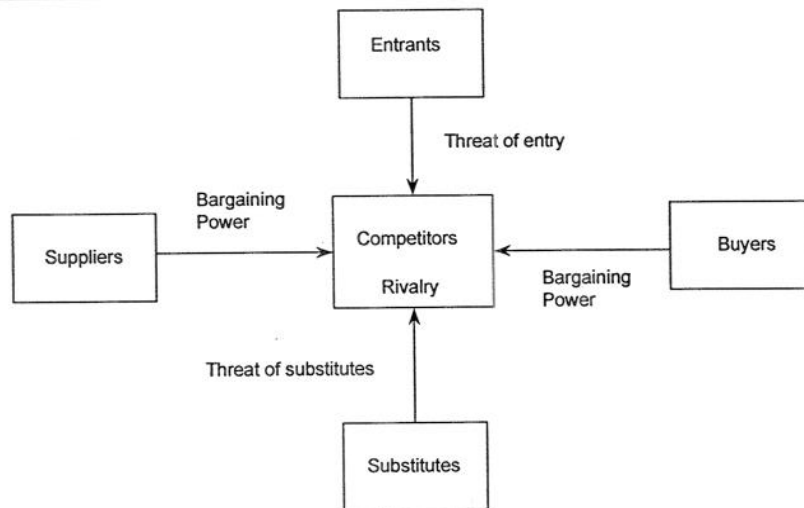 Entrants
Threat of entry
Bargaining
Power
Suppliers
Competitors
Rivalry
Buyers
Bargaining
Power
Threat of substitutes
Substitutes